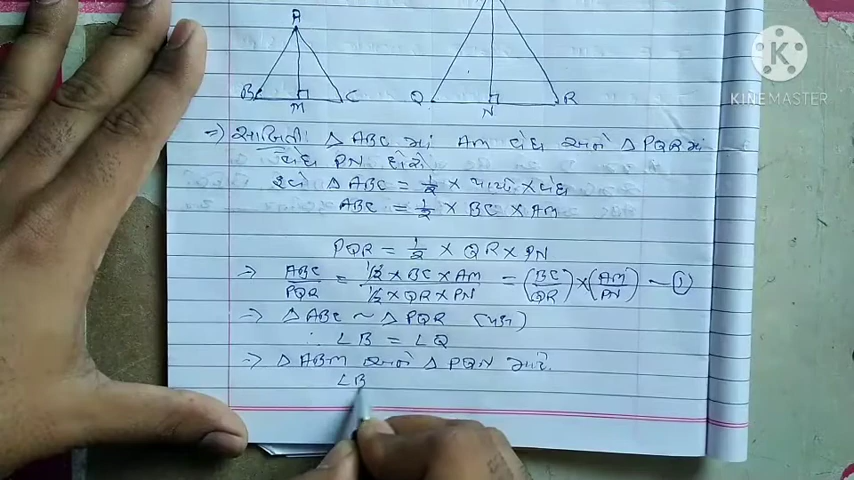 A
B M C Q N R
K
KINEMASTER
⇒ આકૃતિમાં △ABC માં AM વેધ અને △PQR માં
વેધ PN દોરો
હવે △ABC = 1/2 × પાયો × વેધ
ABC = 1/2 × BC × AM
PQR = 1/2 × QR × PN
⇒ ABC/PQR = (1/2 × BC × AM)/(1/2 × QR × PN) = (BC/QR) × (AM/PN) — ①
⇒ △ABC ~ △PQR (પક્ષ)
∴ ∠B = ∠Q
⇒ △ABM અને △PQN માટે
∠B